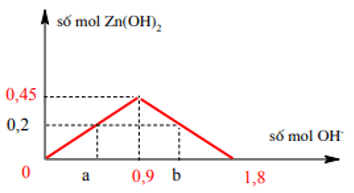 số mol Zn(OH)₂
0,45
0,2
số mol OH⁻
0 a 0,9 b 1,8